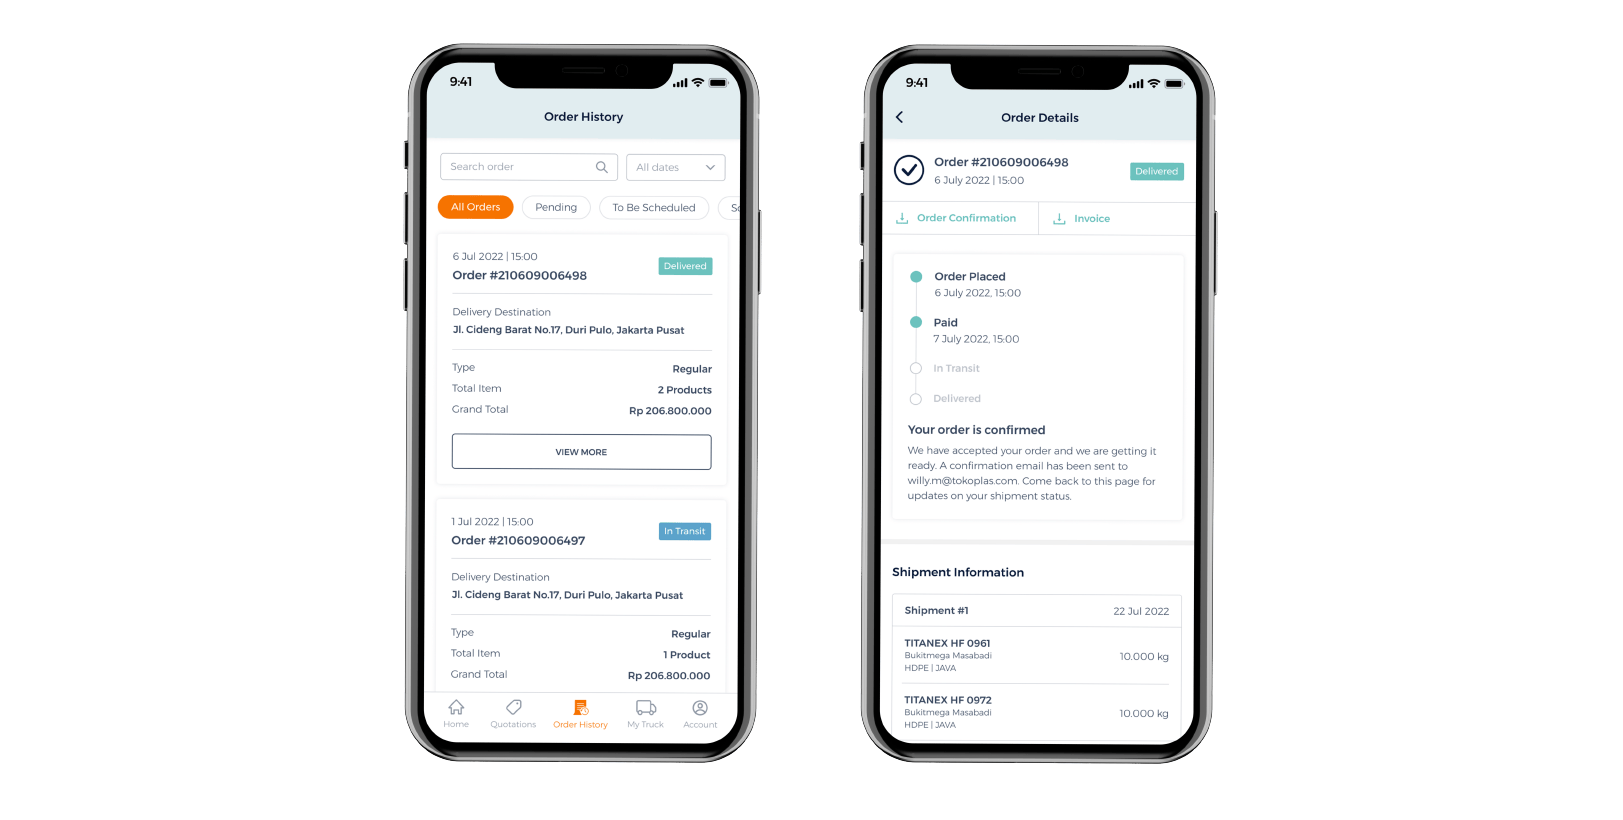 9:41
Order History
Search order
All dates
All Orders
Pending
To Be Scheduled
6 Jul 2022 | 15:00
Order #210609006498
Delivered
Delivery Destination
Jl. Cideng Barat No.17, Duri Pulo, Jakarta Pusat
Type
Regular
Total Item
2 Products
Grand Total
Rp 206.800.000
VIEW MORE
1 Jul 2022 | 15:00
Order #210609006497
In Transit
Delivery Destination
Jl. Cideng Barat No.17, Duri Pulo, Jakarta Pusat
Type
Regular
Total Item
1 Product
Grand Total
Rp 206.800.000
Home
Quotations
Order History
My Truck
Account
9:41
Order Details
Order #210609006498
6 July 2022 | 15:00
Delivered
Order Confirmation
Invoice
Order Placed
6 July 2022, 15:00
Paid
7 July 2022, 15:00
In Transit
Delivered
Your order is confirmed
We have accepted your order and we are getting it
ready. A confirmation email has been sent to
willy.m@tokoplas.com. Come back to this page for
updates on your shipment status.
Shipment Information
Shipment #1
22 Jul 2022
TITANEX HF 0961
Bukitmega Masabadi
HDPE | JAVA
10.000 kg
TITANEX HF 0972
Bukitmega Masabadi
HDPE | JAVA
10.000 kg